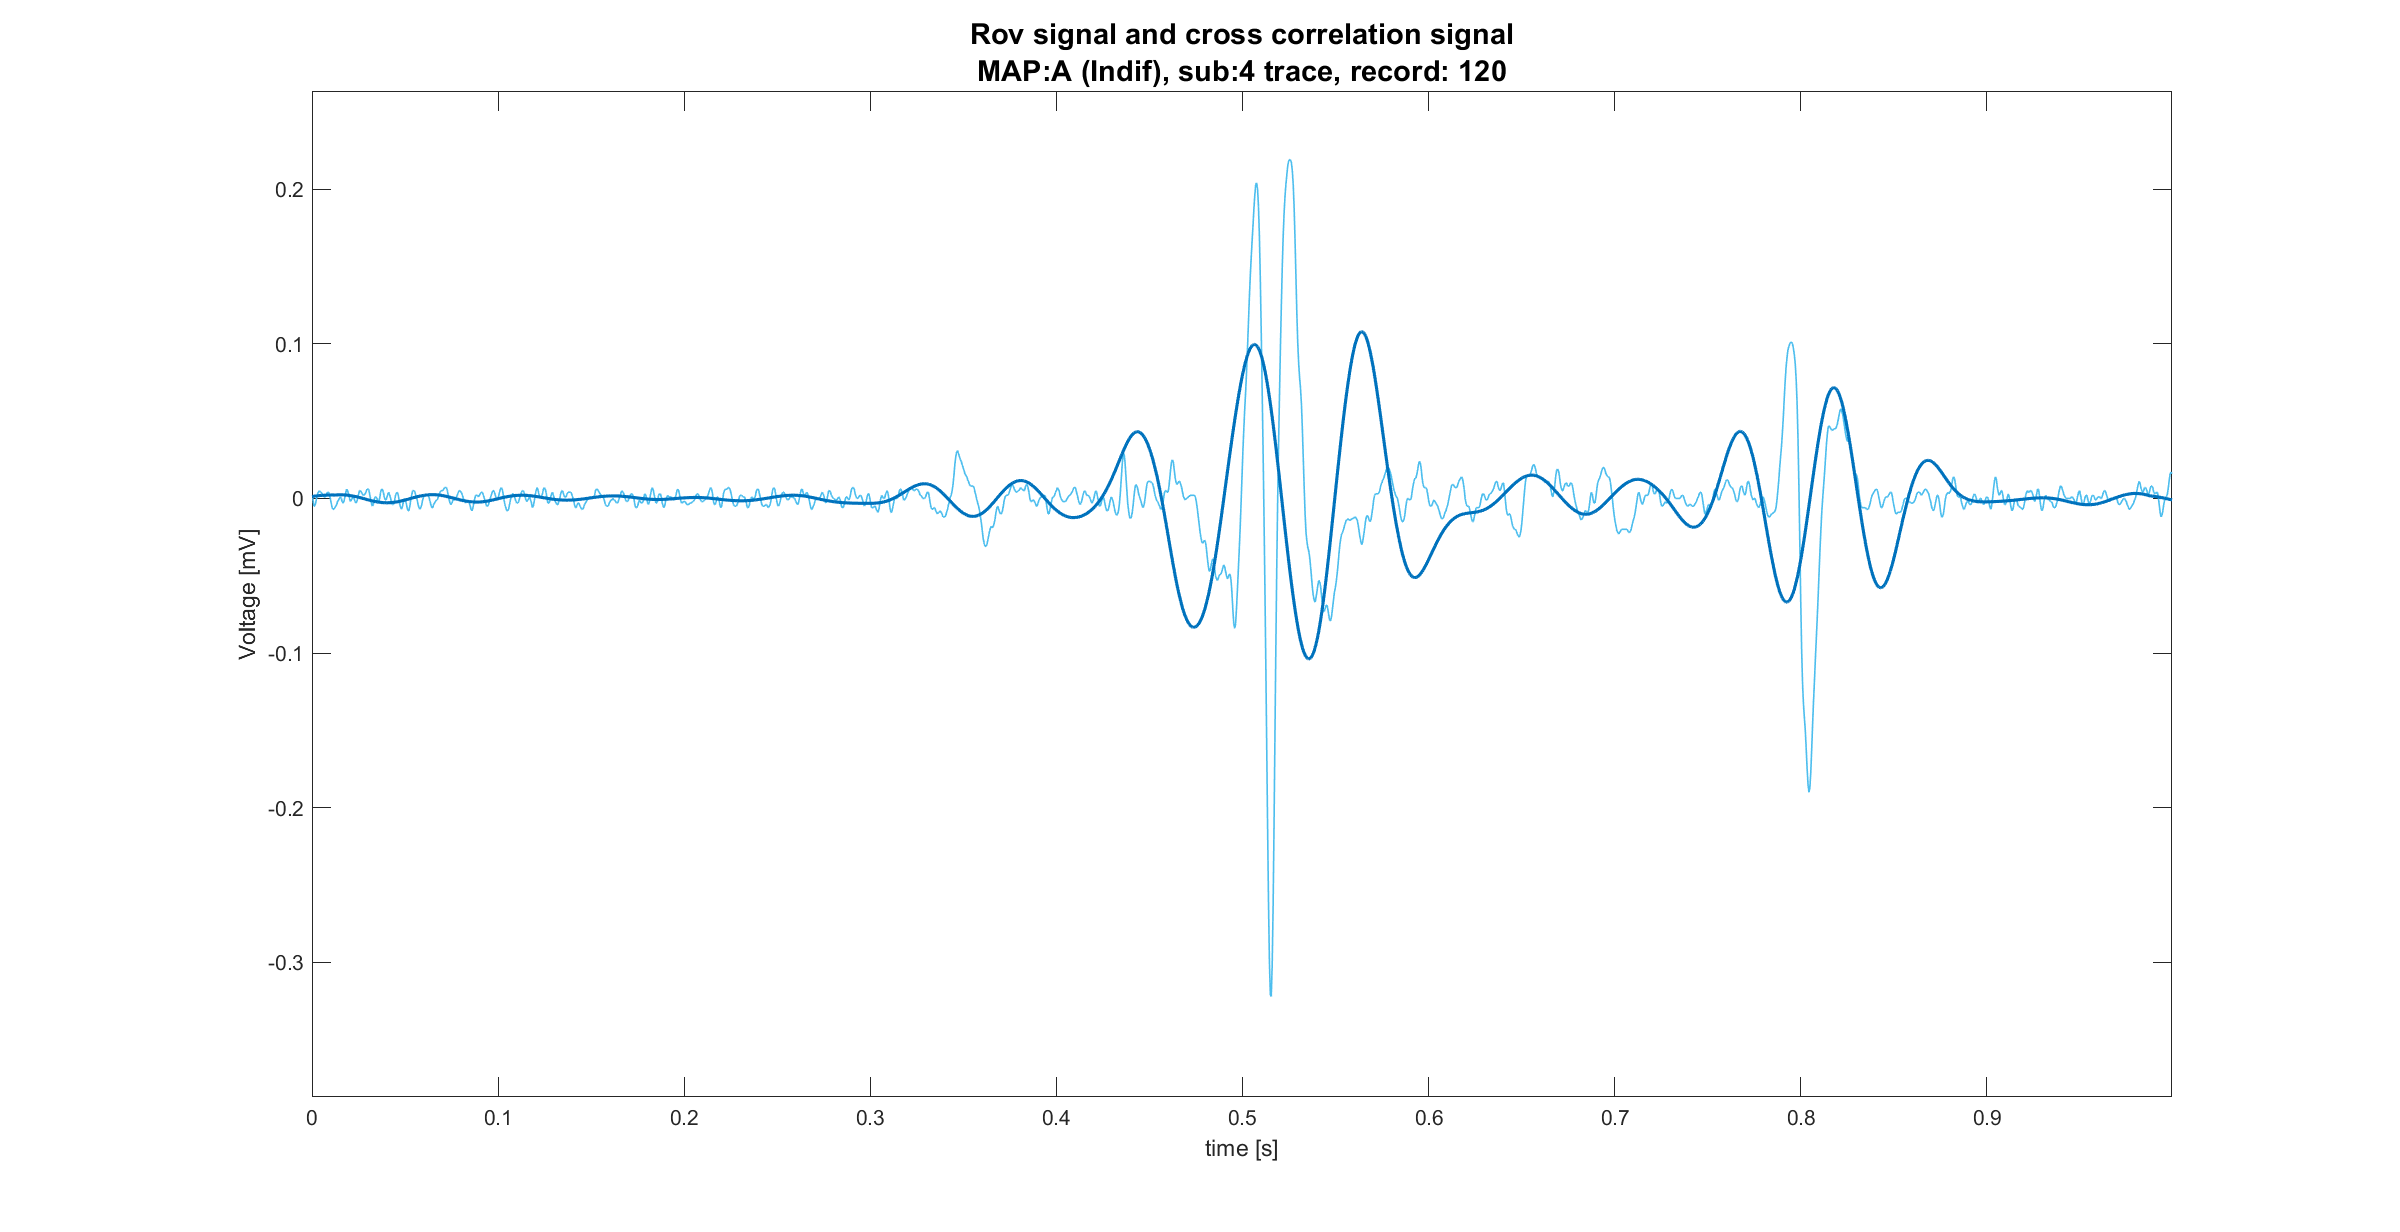 Rov signal and cross correlation signal
MAP:A (Indif), sub:4 trace, record: 120
0.2
0.1
0
-0.1
-0.2
-0.3
Voltage [mV]
0 0.1 0.2 0.3 0.4 0.5 0.6 0.7 0.8 0.9
time [s]